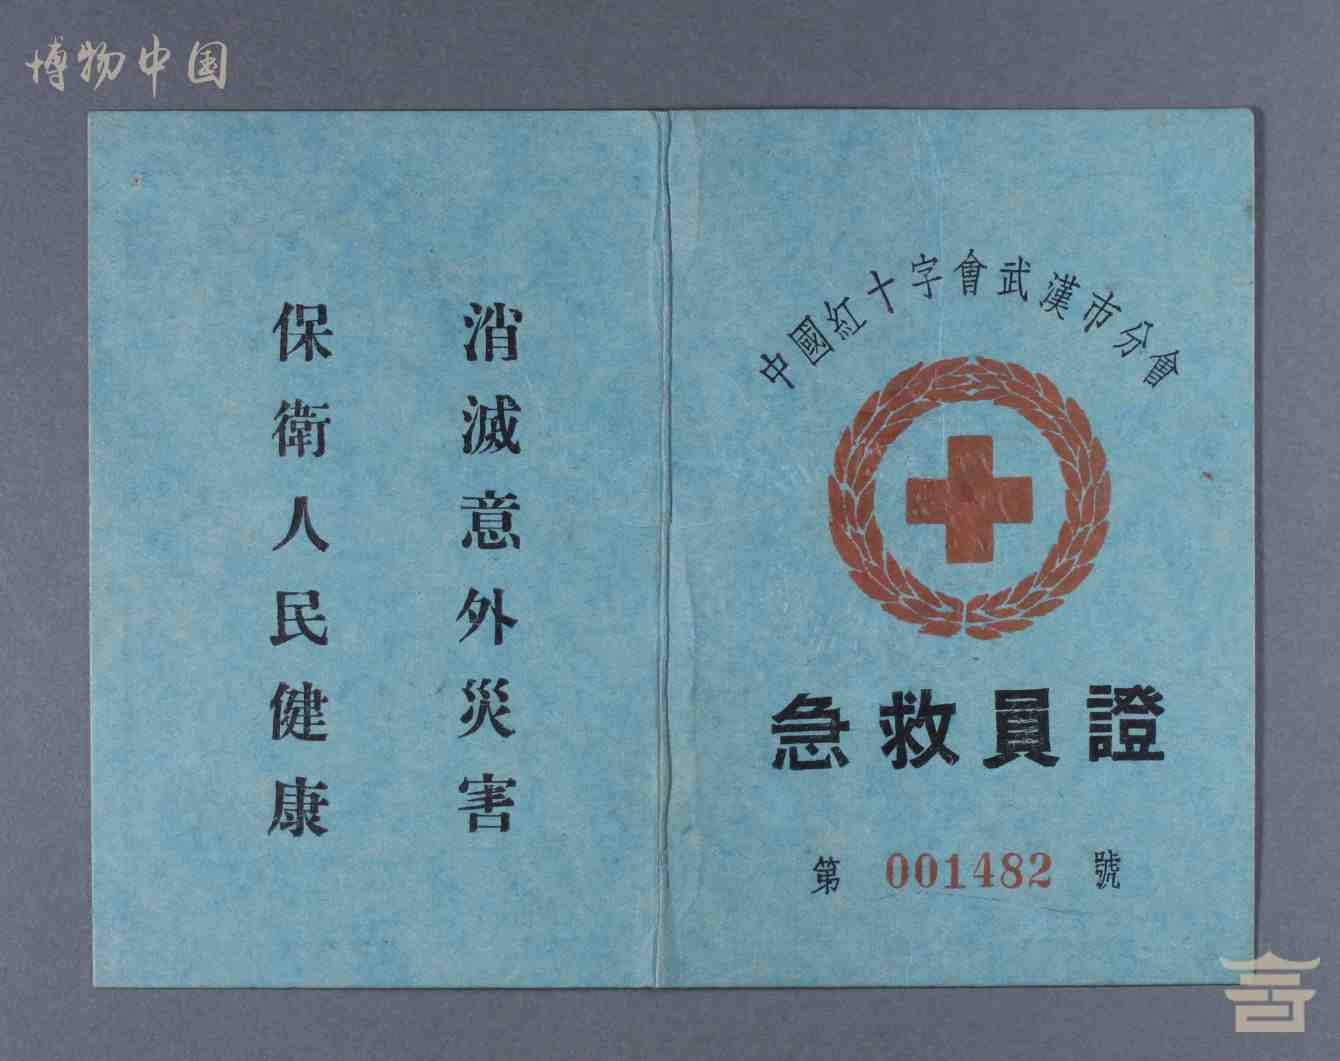 博物中国
中國紅十字會武漢市分會
急救員證
第 001482 號
消滅意外災害
保衛人民健康